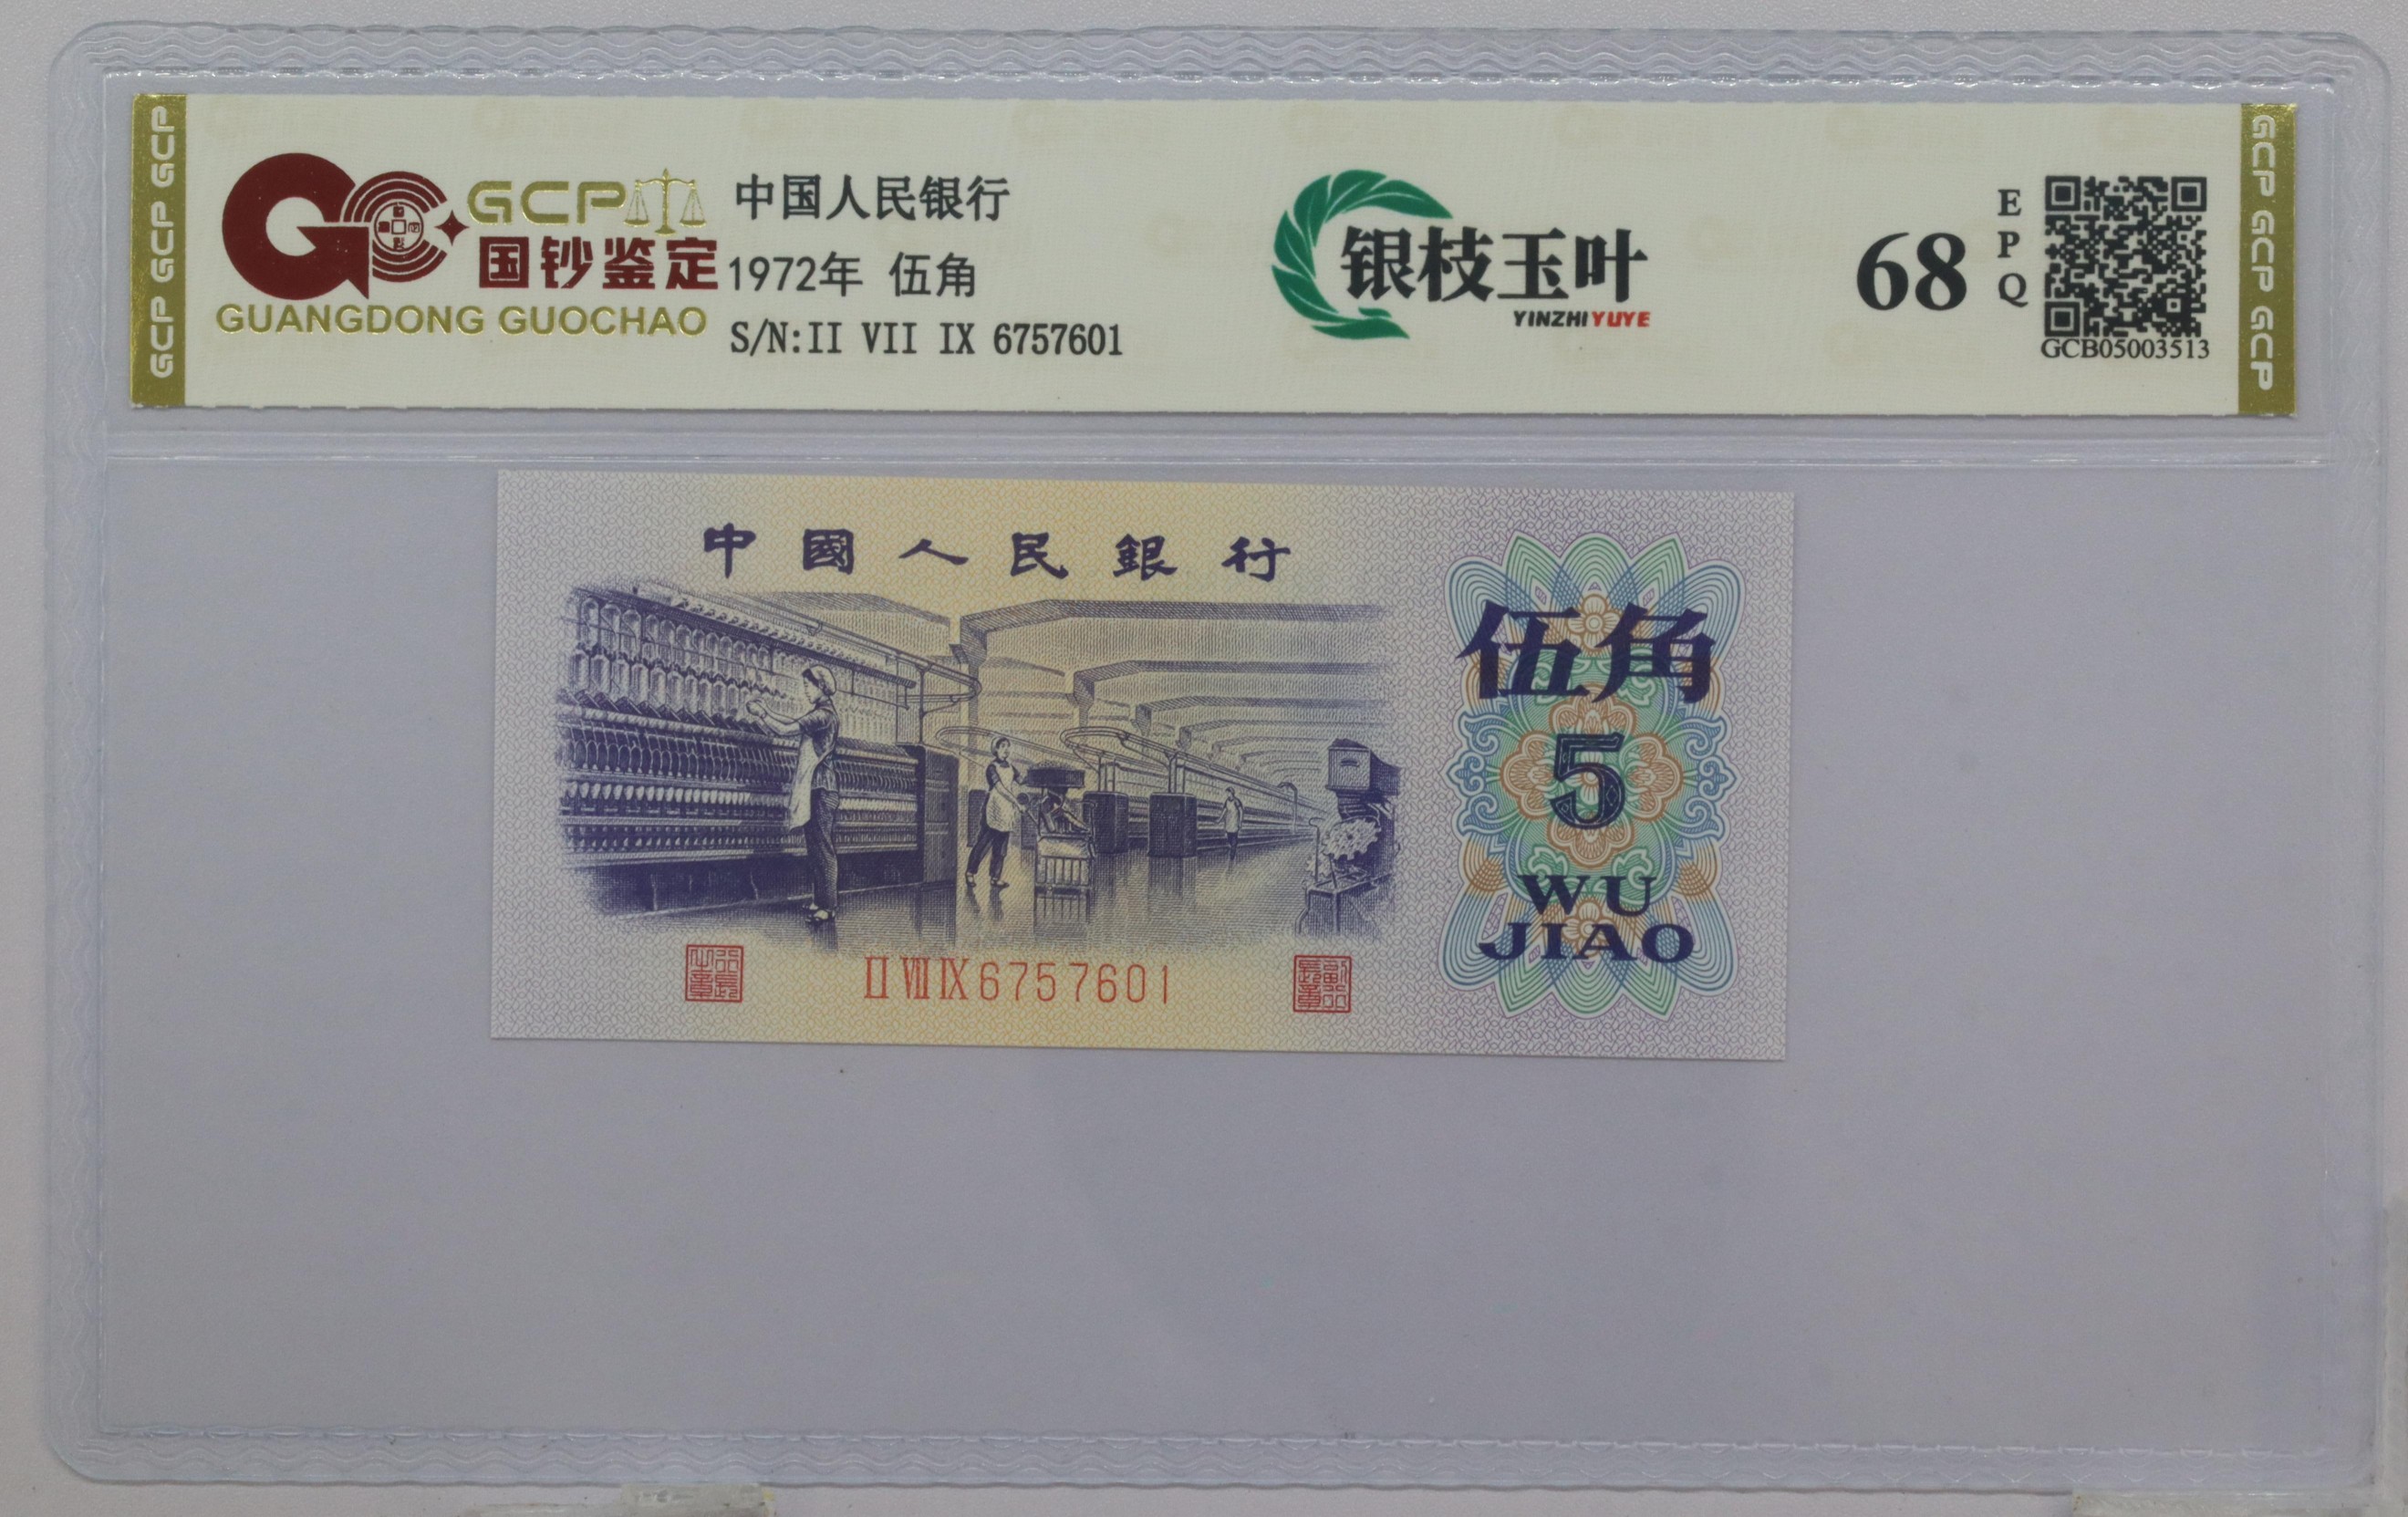 GCP GCP GCP
GCP
国钞鉴定
GUANGDONG GUOCHAO
中国人民银行
1972年 伍角
S/N:II VII IX 6757601
银枝玉叶
YINZHIYUYE
68
EPQ
GCB05003513
GCP GCP GCP
中國人民銀行
伍角
5
WU
JIAO
II VII IX 6757601